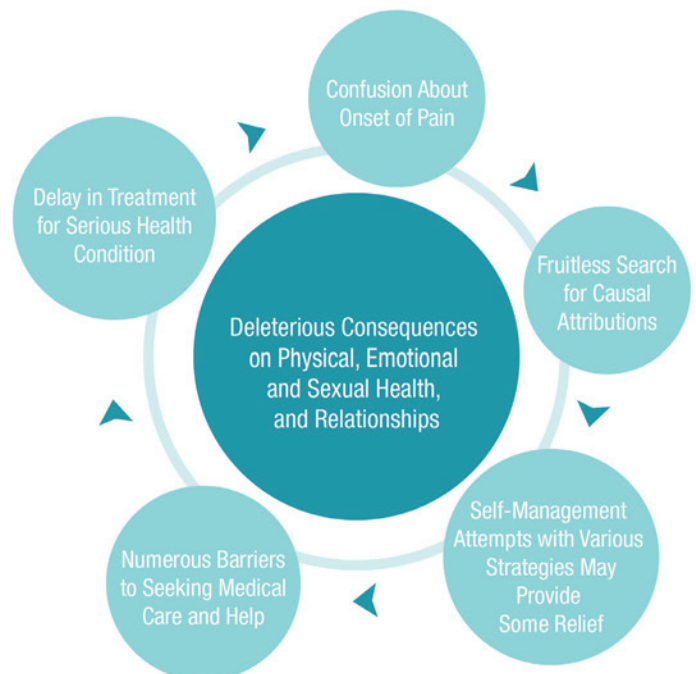 Confusion About
Onset of Pain
Fruitless Search
for Causal
Attributions
Self-Management
Attempts with Various
Strategies May
Provide
Some Relief
Numerous Barriers
to Seeking Medical
Care and Help
Delay in Treatment
for Serious Health
Condition
Deleterious Consequences
on Physical, Emotional
and Sexual Health,
and Relationships